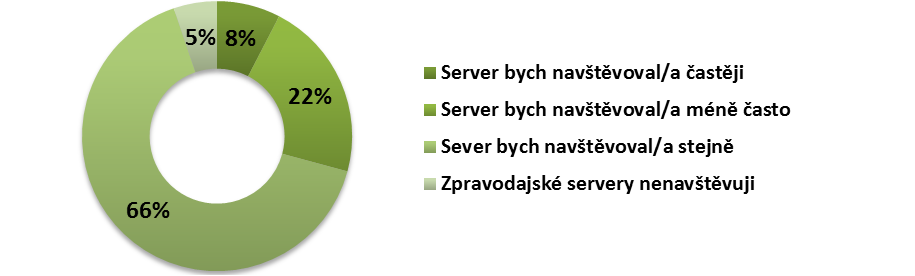 5%
8%
22%
66%
Server bych navštěvoval/a častěji
Server bych navštěvoval/a méně často
Sever bych navštěvoval/a stejně
Zpravodajské servery nenavštěvuji